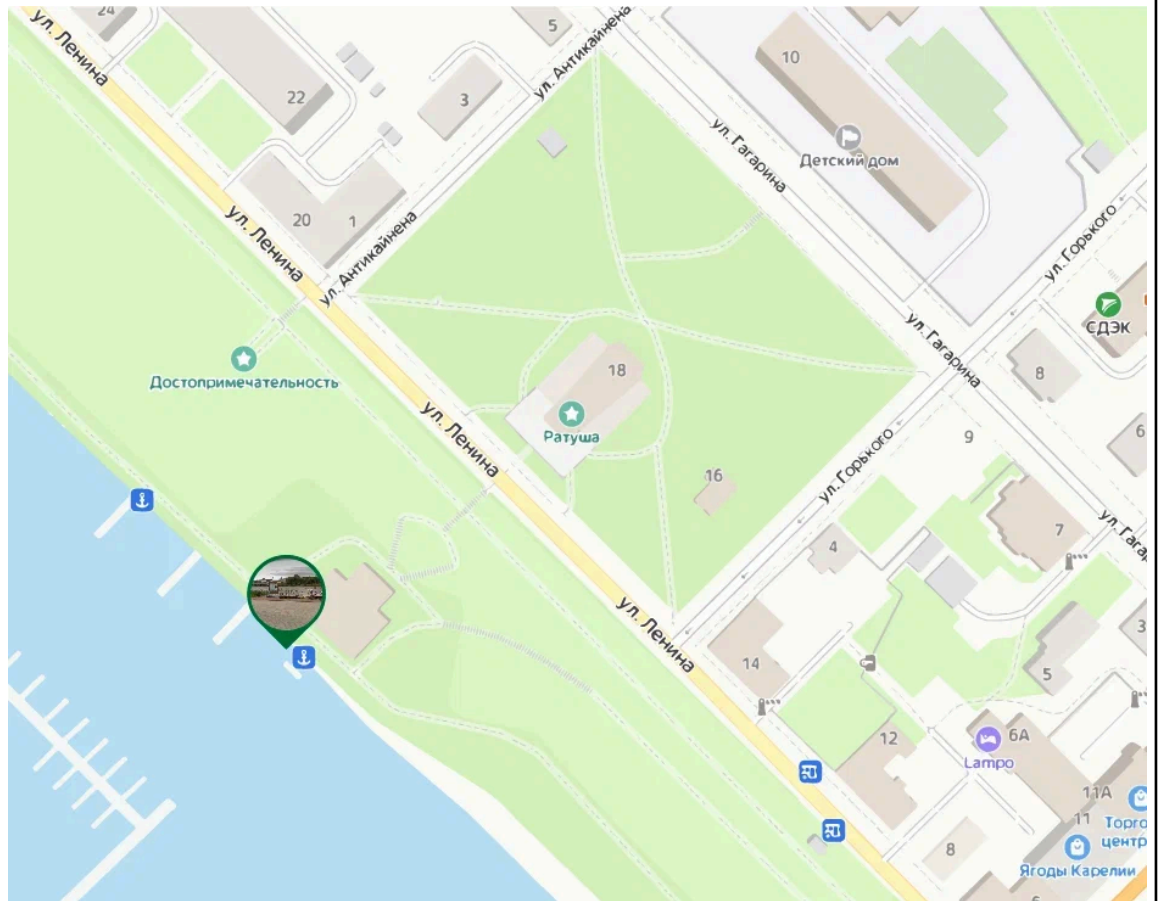 24
ул. Ленина
5
ул. Антикайнена
10
22
3
ул. Гагарина
Детский дом
20
1
ул. Ленина
ул. Антикайнена
ул. Горького
СДЭК
Достопримечательность
18
Ратуша
ул. Гагарина
8
6
ул. Ленина
9
ул. Горького
16
7
ул. Гага
4
ул. Ленина
14
3
5
12
6А
Lampo
11А
11
Торго
центр
8
Ягоды Карелии
6